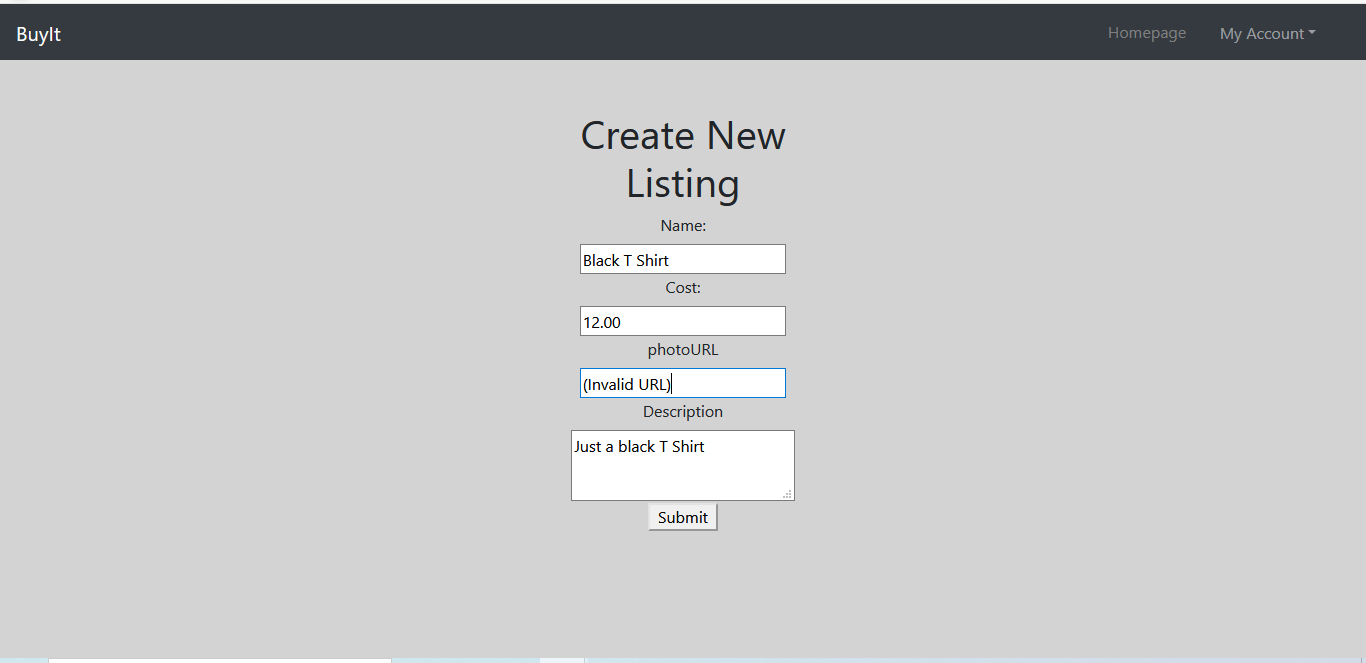 BuyIt
Homepage
My Account
Create New
Listing
Name:
Black T Shirt
Cost:
12.00
photoURL
(Invalid URL)
Description
Just a black T Shirt
Submit